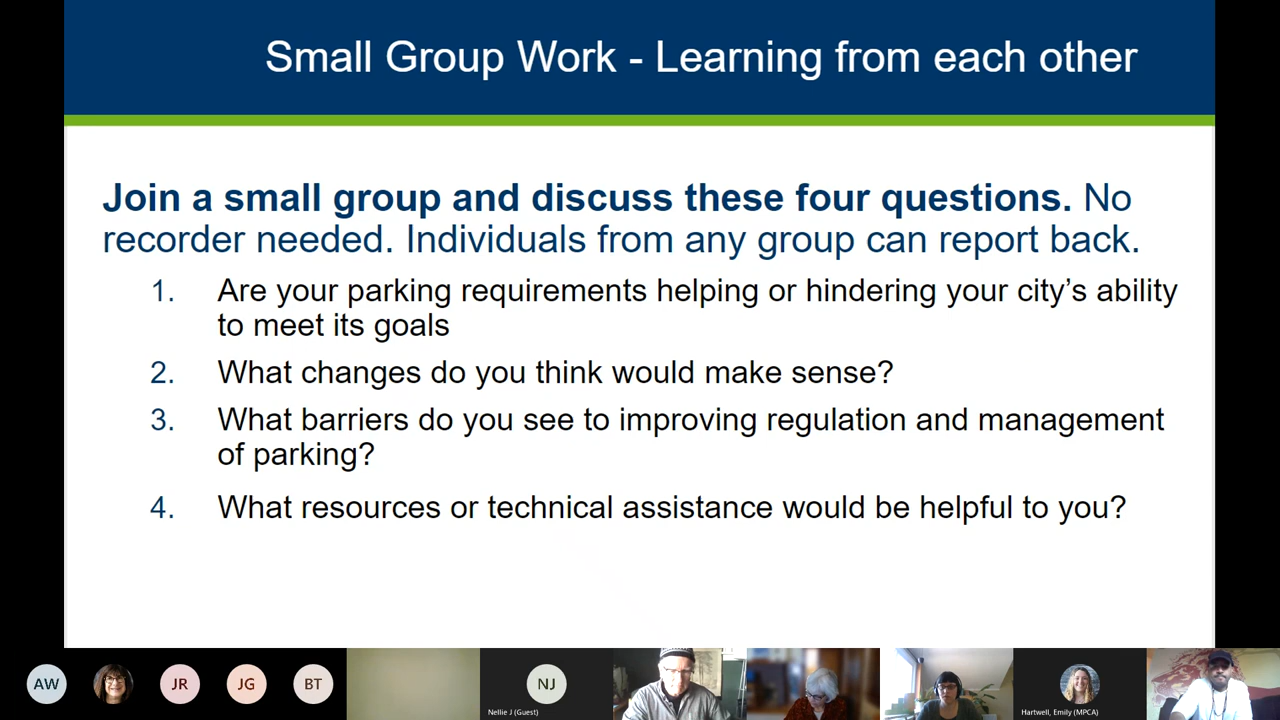 Small Group Work - Learning from each other
Join a small group and discuss these four questions. No
recorder needed. Individuals from any group can report back.
1. Are your parking requirements helping or hindering your city’s ability
to meet its goals
2. What changes do you think would make sense?
3. What barriers do you see to improving regulation and management
of parking?
4. What resources or technical assistance would be helpful to you?
AW
JR
JG
BT
NJ
Nellie J (Guest)
Hartwell, Emily (MPCA)